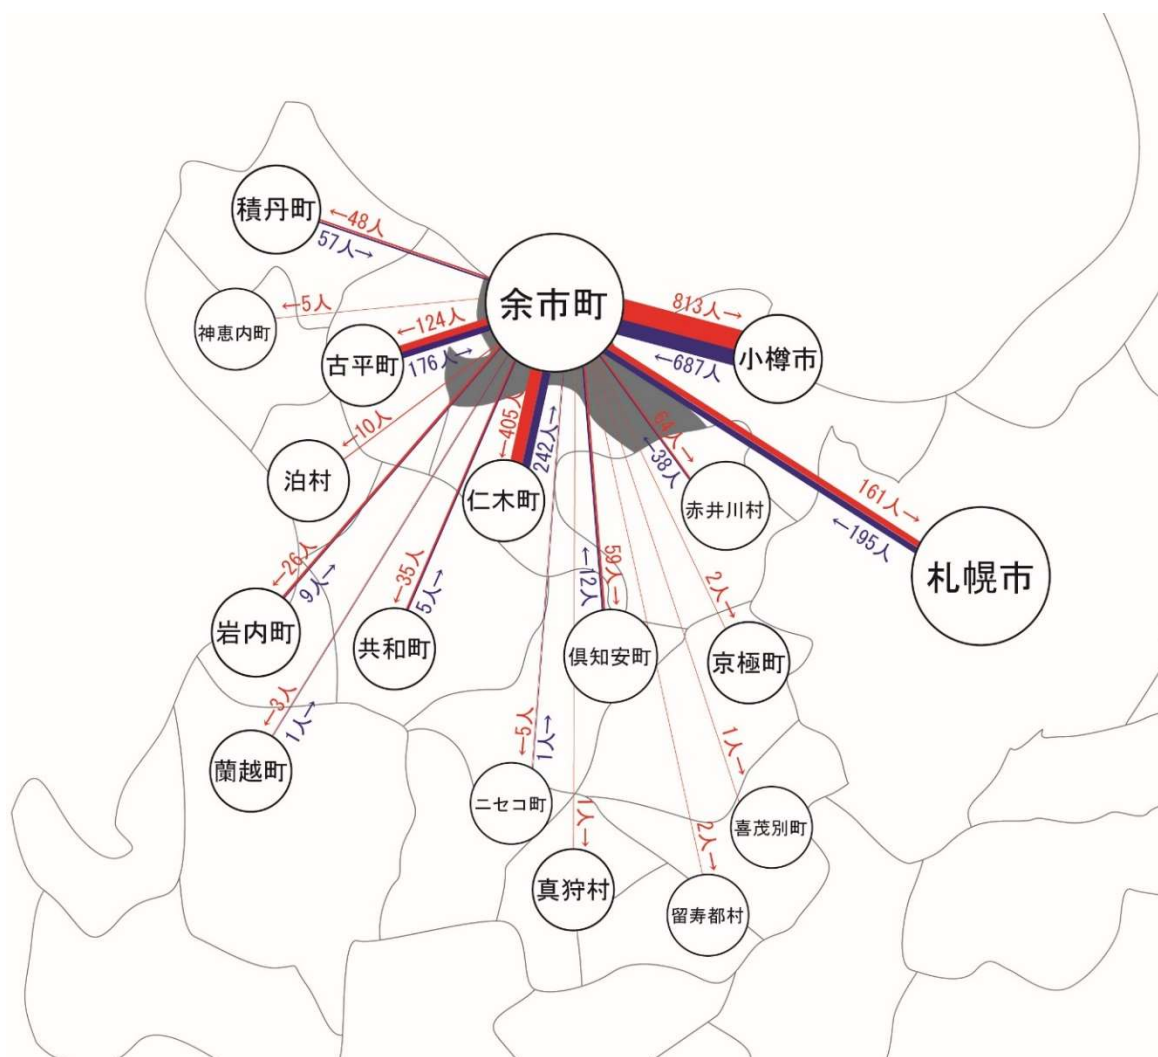 積丹町
←48人
57人→
神恵内町
←5人
余市町
813人→
←687人
小樽市
古平町
←124人
176人→
←10人
泊村
←405人
242人→
仁木町
64人→
←38人
赤井川村
161人→
←195人
札幌市
←26人
9人→
岩内町
←35人
5人→
共和町
59人→
←12人
倶知安町
2人→
京極町
←3人
1人→
蘭越町
←5人
1人→
ニセコ町
1人→
真狩村
2人→
留寿都村
1人→
喜茂別町